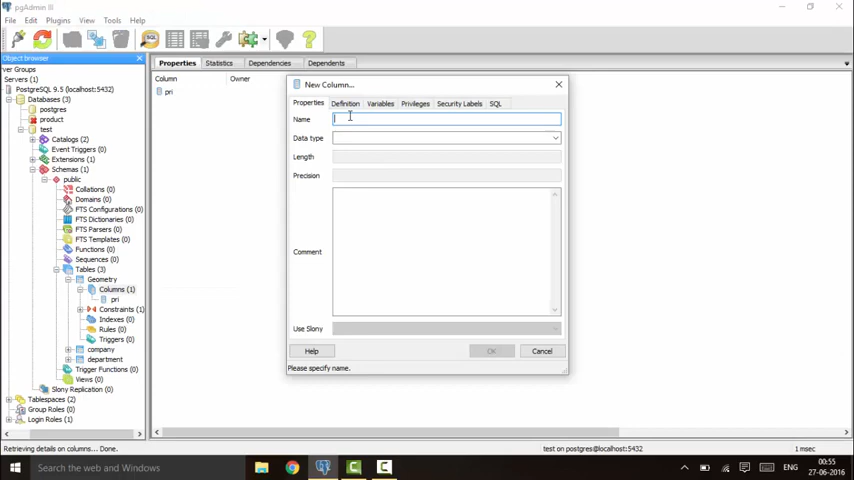 pgAdmin III
File Edit Plugins View Tools Help
Object browser
ver Groups
Servers (1)
PostgreSQL 9.5 (localhost:5432)
Databases (3)
postgres
product
test
Catalogs (2)
Event Triggers (0)
Extensions (1)
Schemas (1)
public
Collations (0)
Domains (0)
FTS Configurations (0)
FTS Dictionaries (0)
FTS Parsers (0)
FTS Templates (0)
Functions (0)
Sequences (0)
Tables (3)
Geometry
Columns (1)
pri
Constraints (1)
Indexes (0)
Rules (0)
Triggers (0)
company
department
Trigger Functions (0)
Views (0)
Slony Replication (0)
Tablespaces (2)
Group Roles (0)
Login Roles (1)
Properties Statistics Dependencies Dependents
Column Owner
pri
New Column...
Properties Definition Variables Privileges Security Labels SQL
Name
Data type
Length
Precision
Comment
Use Slony
Help OK Cancel
Please specify name.
Retrieving details on columns... Done. test on postgres@localhost:5432 1 msec
Search the web and Windows
ENG
00:55
27-06-2016